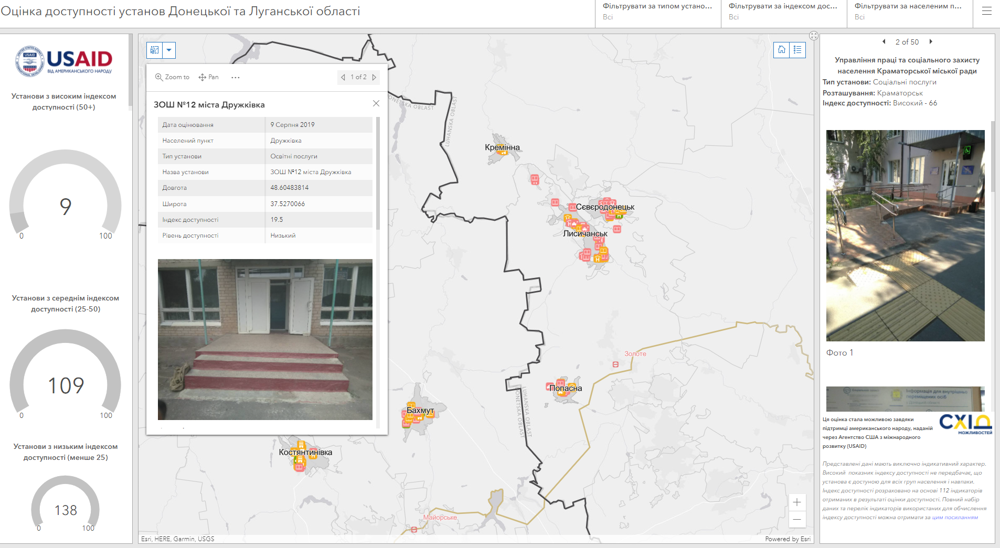 Оцінка доступності установ Донецької та Луганської області
Фільтрувати за типом устано...
Всі
Фільтрувати за індексом дос...
Всі
Фільтрувати за населеним п...
Всі
USAID
ВІД АМЕРИКАНСЬКОГО НАРОДУ
Установи з високим індексом
доступності (50+)
9
0
100
Установи з середнім індексом
доступності (25-50)
109
0
100
Установи з низьким індексом
доступності (менше 25)
138
0
100
Zoom to
Pan
1 of 2
ЗОШ №12 міста Дружківка
Дата оцінювання 9 Серпня 2019
Населений пункт Дружківка
Тип установи Освітні послуги
Назва установи ЗОШ №12 міста Дружківка
Довгота 48.60483814
Широта 37.5270066
Індекс доступності 19.5
Рівень доступності Низький
DONETSKA OBLAST
LUHANSKA OBLAST
Кремінна
Сєвєродонецьк
Лисичанськ
Золоте
Попасна
LUHANSKA OBLAST
DONETSKA OBLAST
Бахмут
Костянтинівка
Майорське
Esri, HERE, Garmin, USGS
Powered by Esri
2 of 50
Управління праці та соціального захисту
населення Краматорської міської ради
Тип установи: Соціальні послуги
Розташування: Краматорськ
Індекс доступності: Високий - 66
Фото 1
Інформація для внутрішньо
переміщених осіб
Ця оцінка стала можливою завдяки
підтримці американського народу, наданій
через Агентство США з міжнародного
розвитку (USAID)
СХІД
МОЖЛИВОСТЕЙ
Представлені дані мають виключно індикативний характер.
Високий показник індексу доступності не передбачає, що
установа є достуною для всіх груп населення і навпаки.
Індекс доступності розраховано на основі 112 індикаторів
отриманих в результаті оцінки доступності. Повний набір
даних та перелік індикаторів використаних для обчислення
індексу доступності можна отримати за цим посиланням